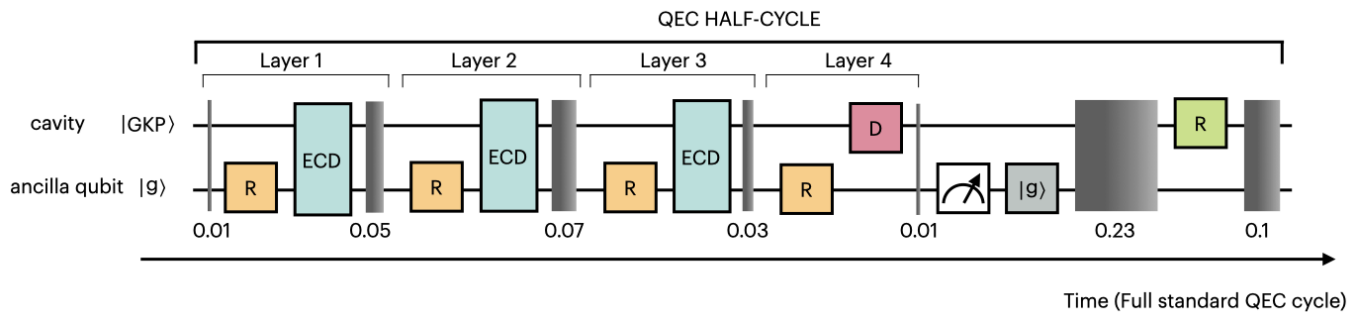 QEC HALF-CYCLE
Layer 1 Layer 2 Layer 3 Layer 4
cavity |GKP⟩ ECD ECD ECD D R
ancilla qubit |g⟩ R R R R |g⟩
0.01 0.05 0.07 0.03 0.01 0.23 0.1
Time (Full standard QEC cycle)